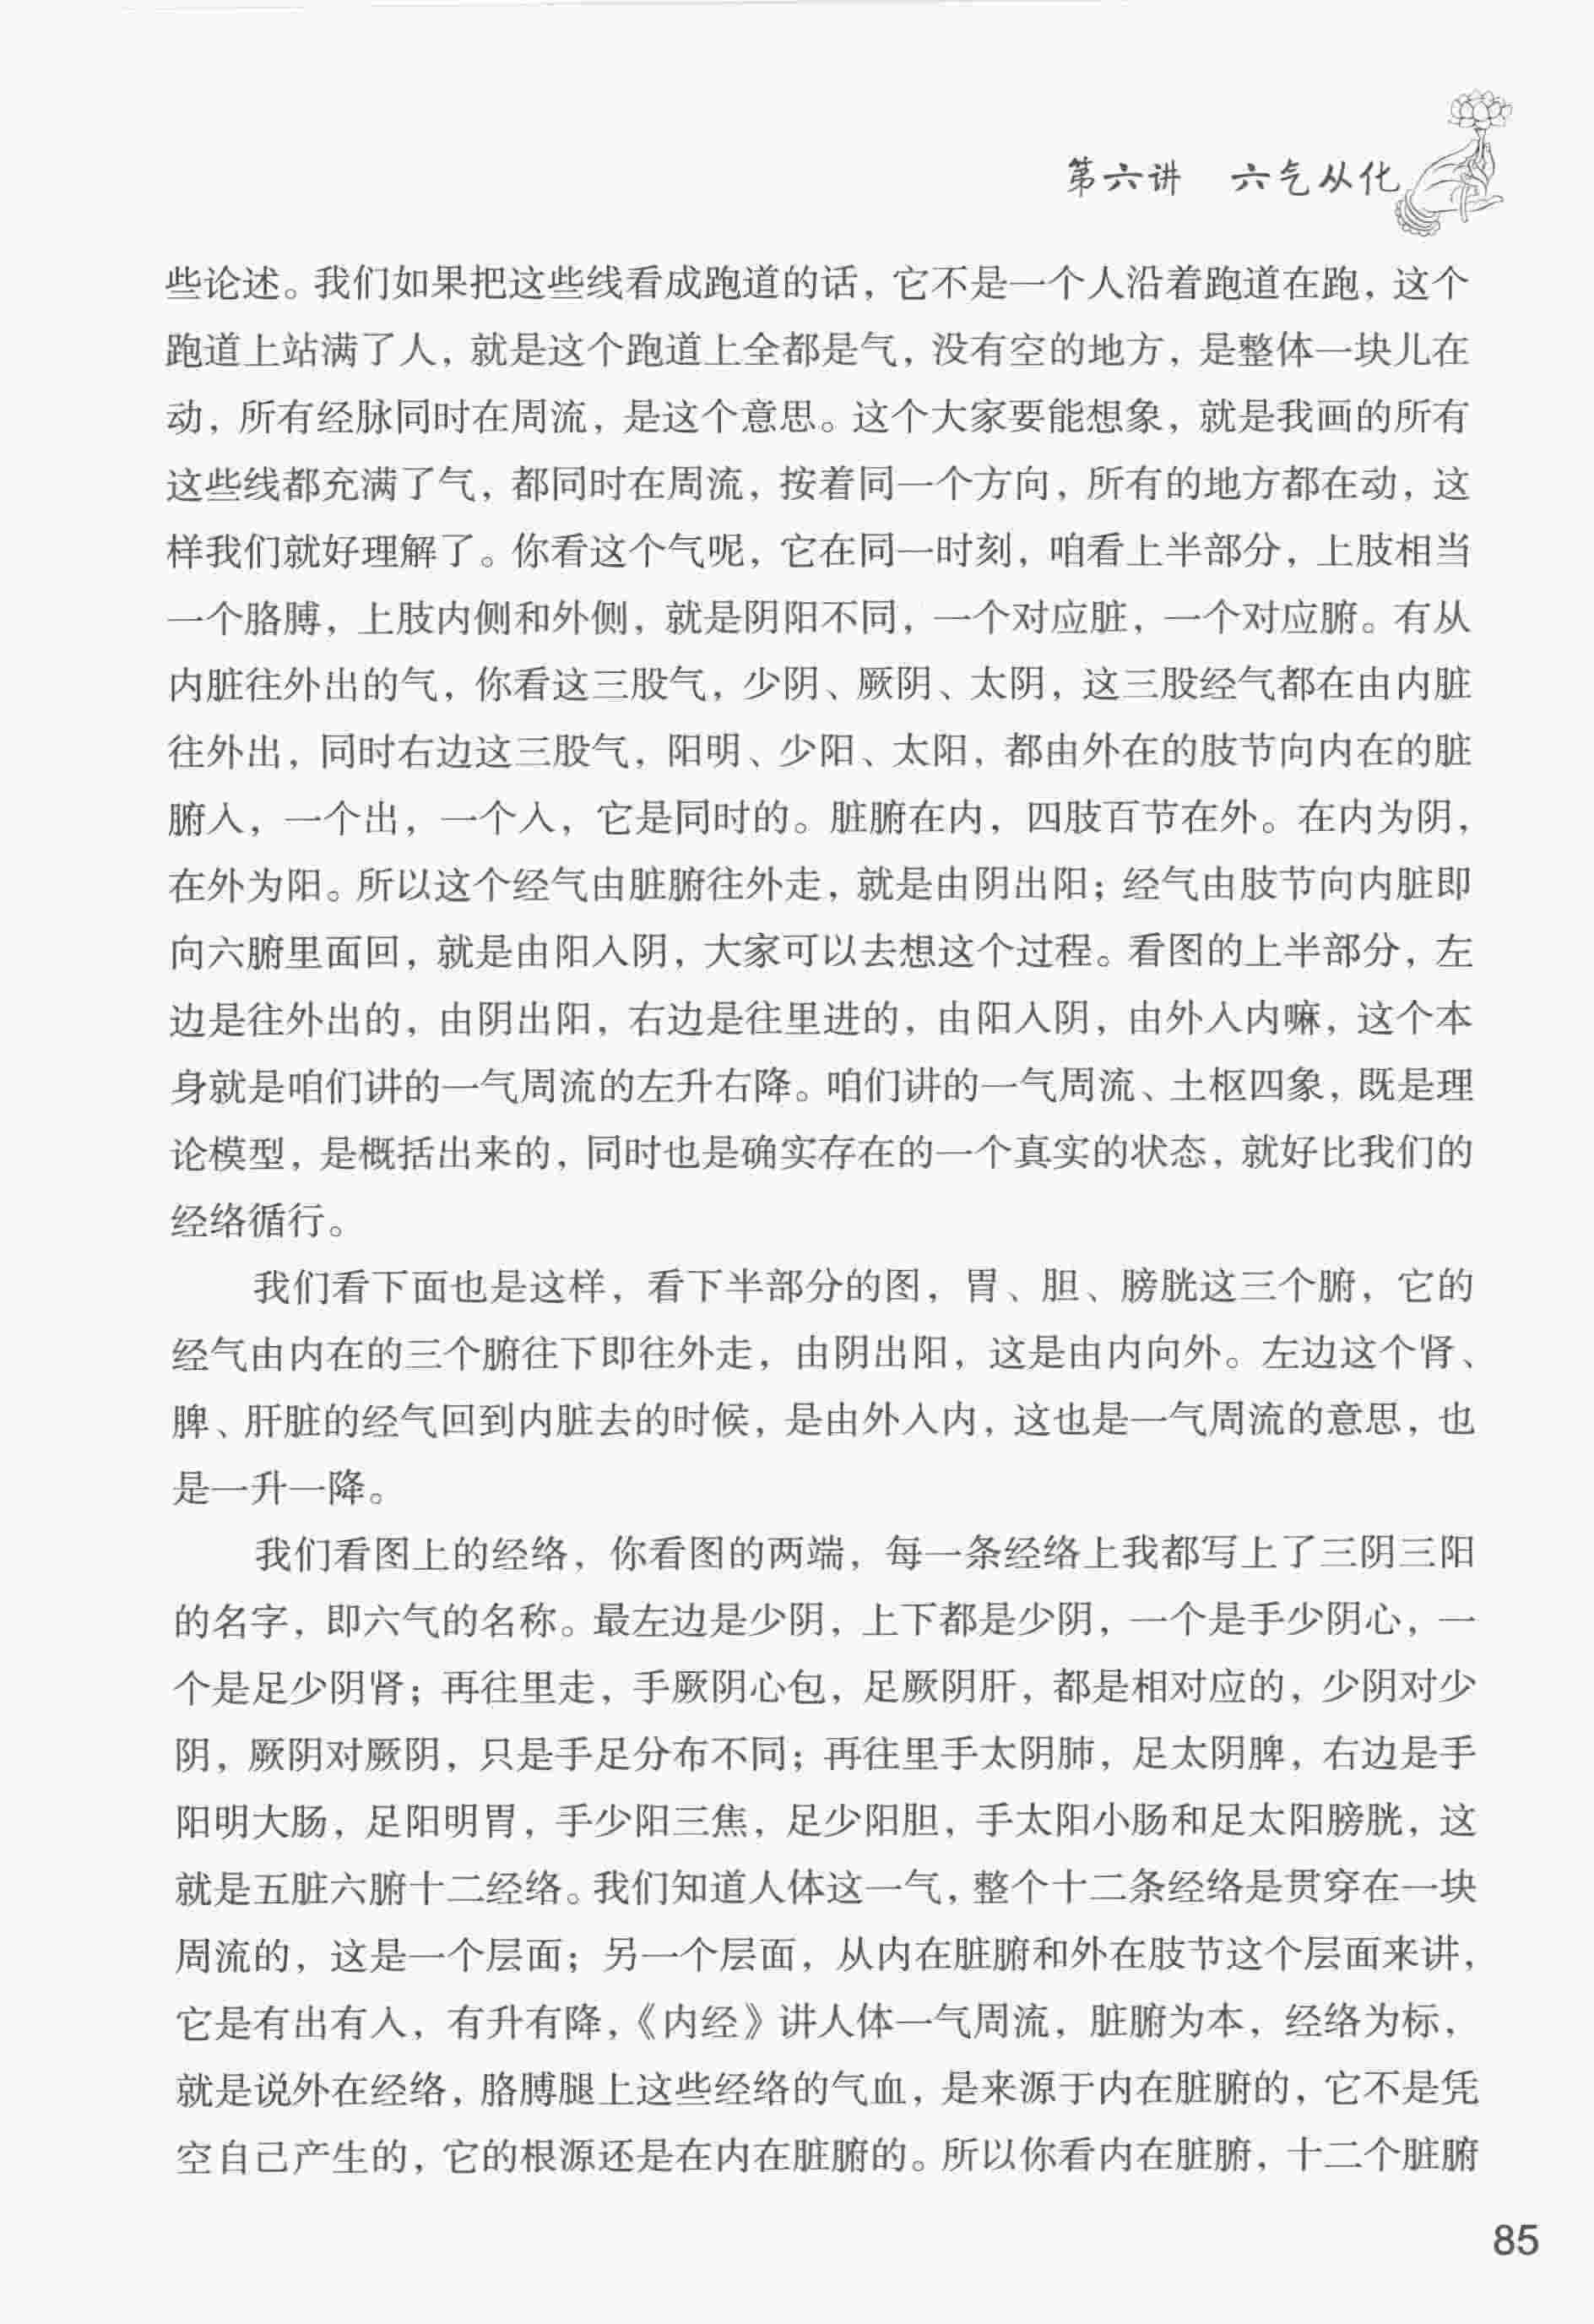 第六讲　六气从化
些论述。我们如果把这些线看成跑道的话，它不是一个人沿着跑道在跑，这个
跑道上站满了人，就是这个跑道上全都是气，没有空的地方，是整体一块儿在
动，所有经脉同时在周流，是这个意思。这个大家要能想象，就是我画的所有
这些线都充满了气，都同时在周流，按着同一个方向，所有的地方都在动，这
样我们就好理解了。你看这个气呢，它在同一时刻，咱看上半部分，上肢相当
一个胳膊，上肢内侧和外侧，就是阴阳不同，一个对应脏，一个对应腑。有从
内脏往外出的气，你看这三股气，少阴、厥阴、太阴，这三股经气都在由内脏
往外出，同时右边这三股气，阳明、少阳、太阳，都由外在的肢节向内在的脏
腑入，一个出，一个入，它是同时的。脏腑在内，四肢百节在外。在内为阴，
在外为阳。所以这个经气由脏腑往外走，就是由阴出阳；经气由肢节向内脏即
向六腑里面回，就是由阳入阴，大家可以去想这个过程。看图的上半部分，左
边是往外出的，由阴出阳，右边是往里进的，由阳入阴，由外入内嘛，这个本
身就是咱们讲的一气周流的左升右降。咱们讲的一气周流、土枢四象，既是理
论模型，是概括出来的，同时也是确实存在的一个真实的状态，就好比我们的
经络循行。
我们看下面也是这样，看下半部分的图，胃、胆、膀胱这三个腑，它的
经气由内在的三个腑往下即往外走，由阴出阳，这是由内向外。左边这个肾、
脾、肝脏的经气回到内脏去的时候，是由外入内，这也是一气周流的意思，也
是一升一降。
我们看图上的经络，你看图的两端，每一条经络上我都写上了三阴三阳
的名字，即六气的名称。最左边是少阴，上下都是少阴，一个是手少阴心，一
个是足少阴肾；再往里走，手厥阴心包，足厥阴肝，都是相对应的，少阴对少
阴，厥阴对厥阴，只是手足分布不同；再往里手太阴肺，足太阴脾，右边是手
阳明大肠，足阳明胃，手少阳三焦，足少阳胆，手太阳小肠和足太阳膀胱，这
就是五脏六腑十二经络。我们知道人体这一气，整个十二条经络是贯穿在一块
周流的，这是一个层面；另一个层面，从内在脏腑和外在肢节这个层面来讲，
它是有出有入，有升有降，《内经》讲人体一气周流，脏腑为本，经络为标，
就是说外在经络，胳膊腿上这些经络的气血，是来源于内在脏腑的，它不是凭
空自己产生的，它的根源还是在内在脏腑的。所以你看内在脏腑，十二个脏腑
85